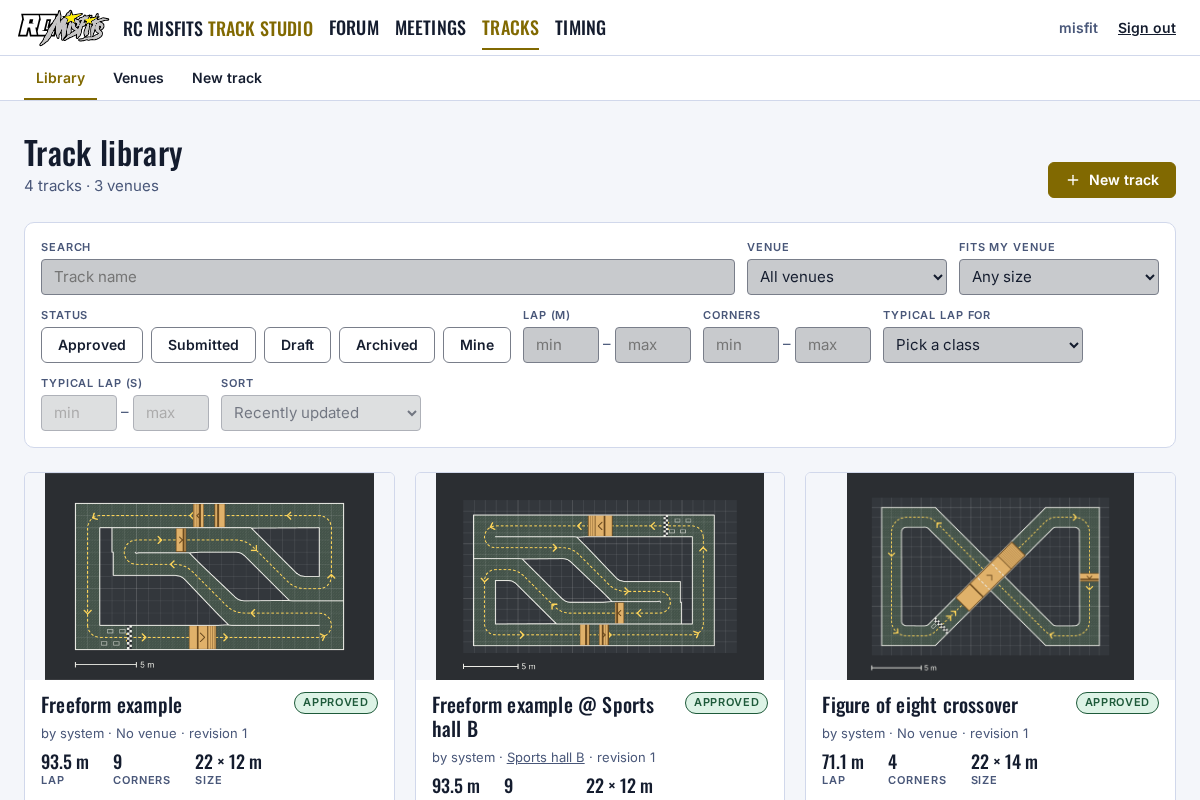 RC Misfits
RC MISFITS TRACK STUDIO FORUM MEETINGS TRACKS TIMING misfit Sign out
Library Venues New track
Track library
4 tracks · 3 venues
+ New track
SEARCH VENUE FITS MY VENUE
Track name All venues Any size
STATUS LAP (M) CORNERS TYPICAL LAP FOR
Approved Submitted Draft Archived Mine min – max min – max Pick a class
TYPICAL LAP (S) SORT
min – max Recently updated
5 m 5 m 5 m
Freeform example APPROVED
by system · No venue · revision 1
93.5 m 9 22 × 12 m
LAP CORNERS SIZE
Freeform example @ Sports hall B APPROVED
by system · Sports hall B · revision 1
93.5 m 9 22 × 12 m
Figure of eight crossover APPROVED
by system · No venue · revision 1
71.1 m 4 22 × 14 m
LAP CORNERS SIZE